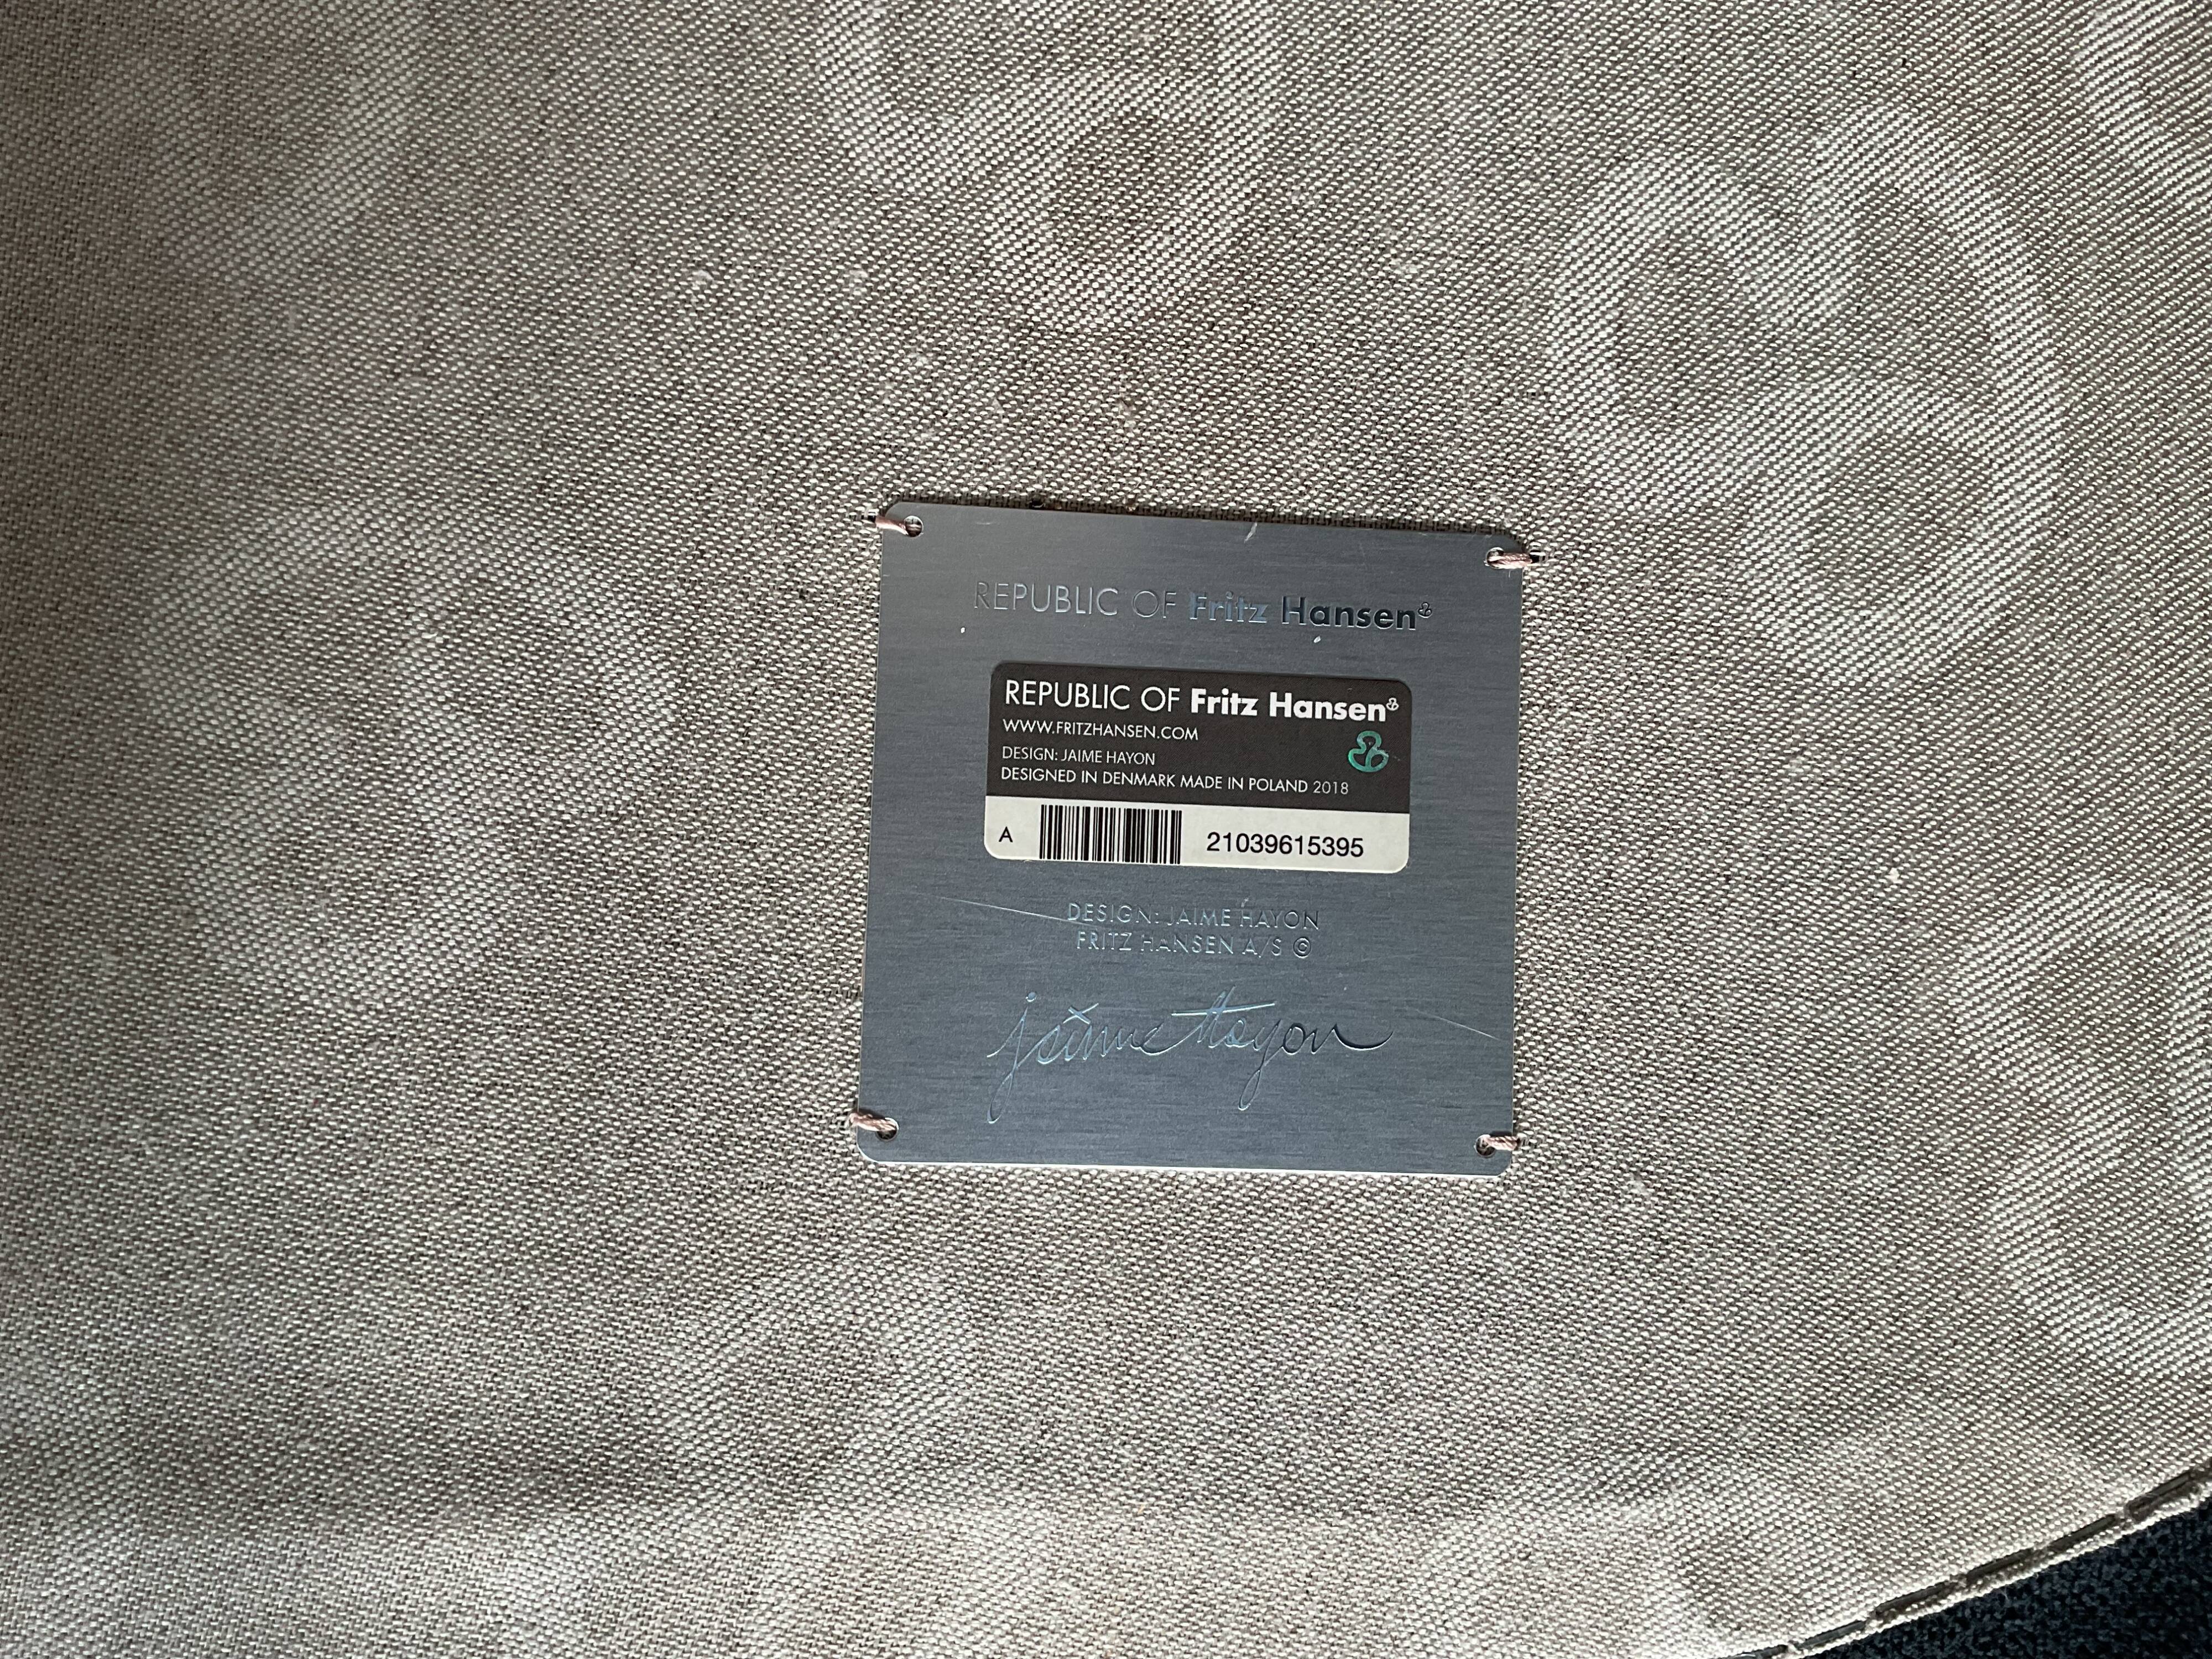 REPUBLIC OF Fritz Hansen
REPUBLIC OF Fritz Hansen
WWW.FRITZHANSEN.COM
DESIGN: JAIME HAYON
DESIGNED IN DENMARK MADE IN POLAND 2018
A 21039615395
DESIGN: JAIME HAYON
FRITZ HANSEN A/S ©
jaime Hayon